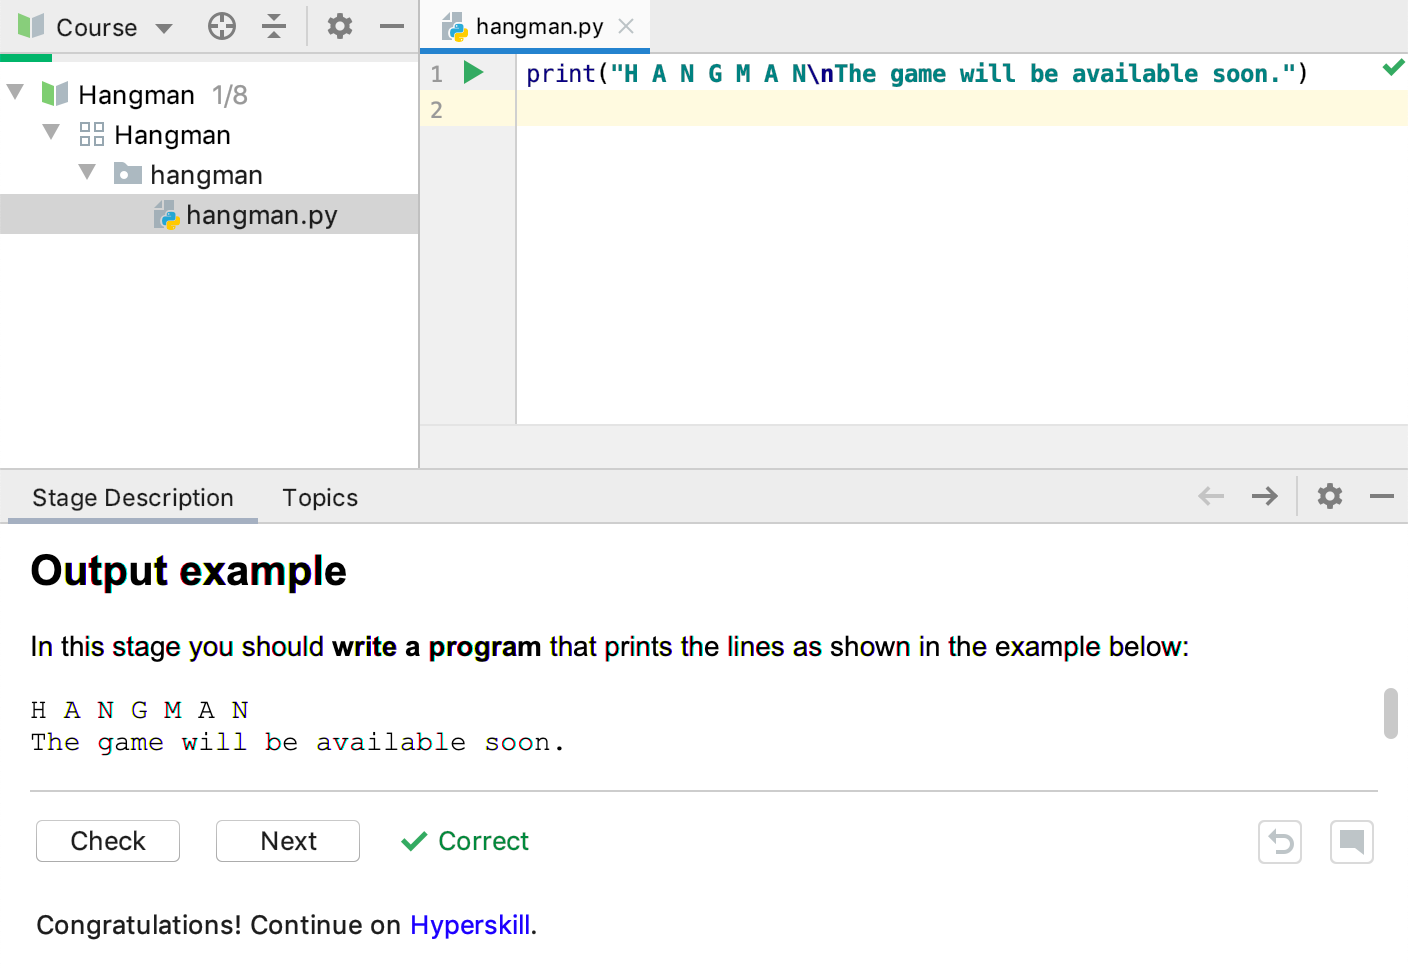 Course
hangman.py
Hangman 1/8
Hangman
hangman
hangman.py
1 print("H A N G M A N\nThe game will be available soon.")
2
Stage Description Topics
Output example
In this stage you should write a program that prints the lines as shown in the example below:
H A N G M A N
The game will be available soon.
Check Next Correct
Congratulations! Continue on Hyperskill.